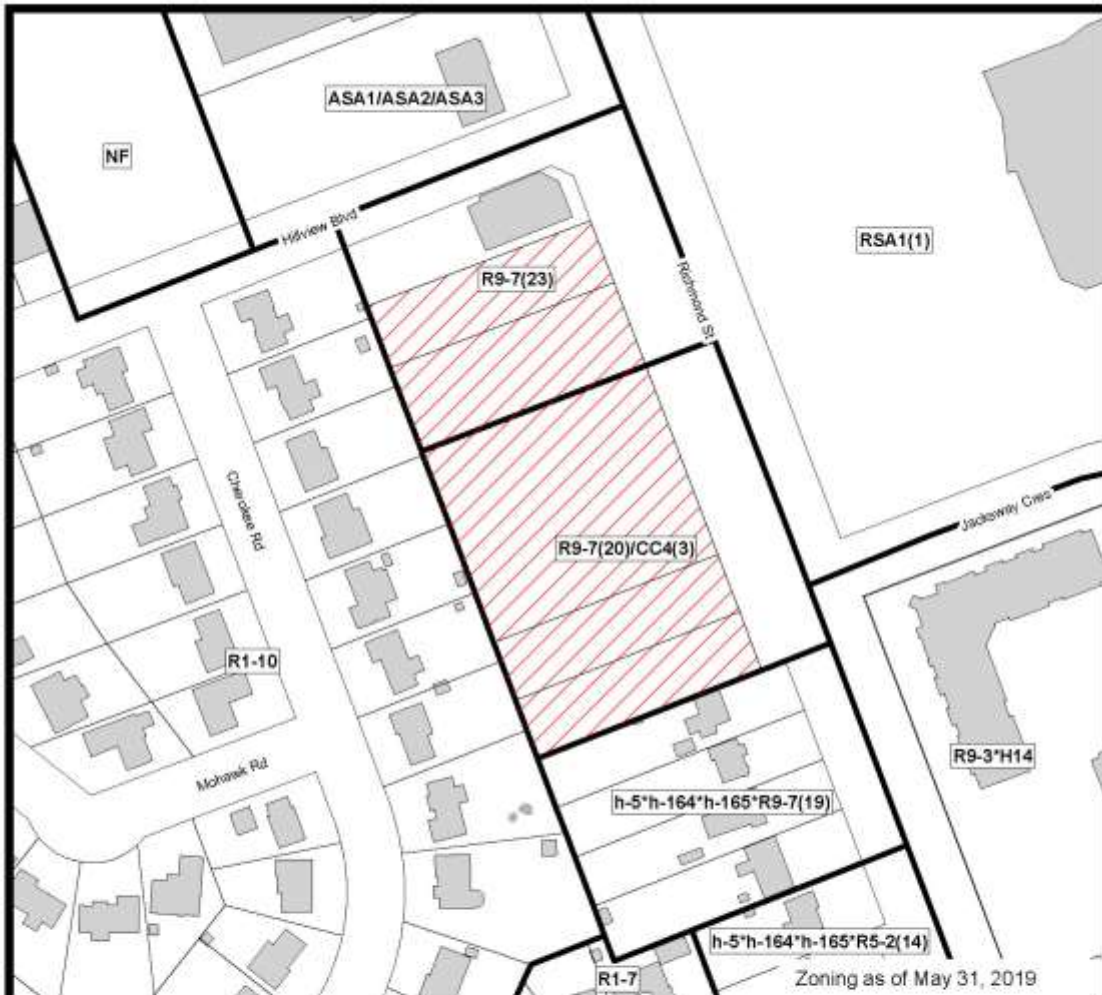 ASA1/ASA2/ASA3
NF
Hillview Blvd
RSA1(1)
R9-7(23)
Richmond St
Cherokee Rd
Jacksway Cres
R9-7(20)/CC4(3)
R1-10
Mohawk Rd
R9-3*H14
h-5*h-164*h-165*R9-7(19)
h-5*h-164*h-165*R5-2(14)
R1-7
Zoning as of May 31, 2019